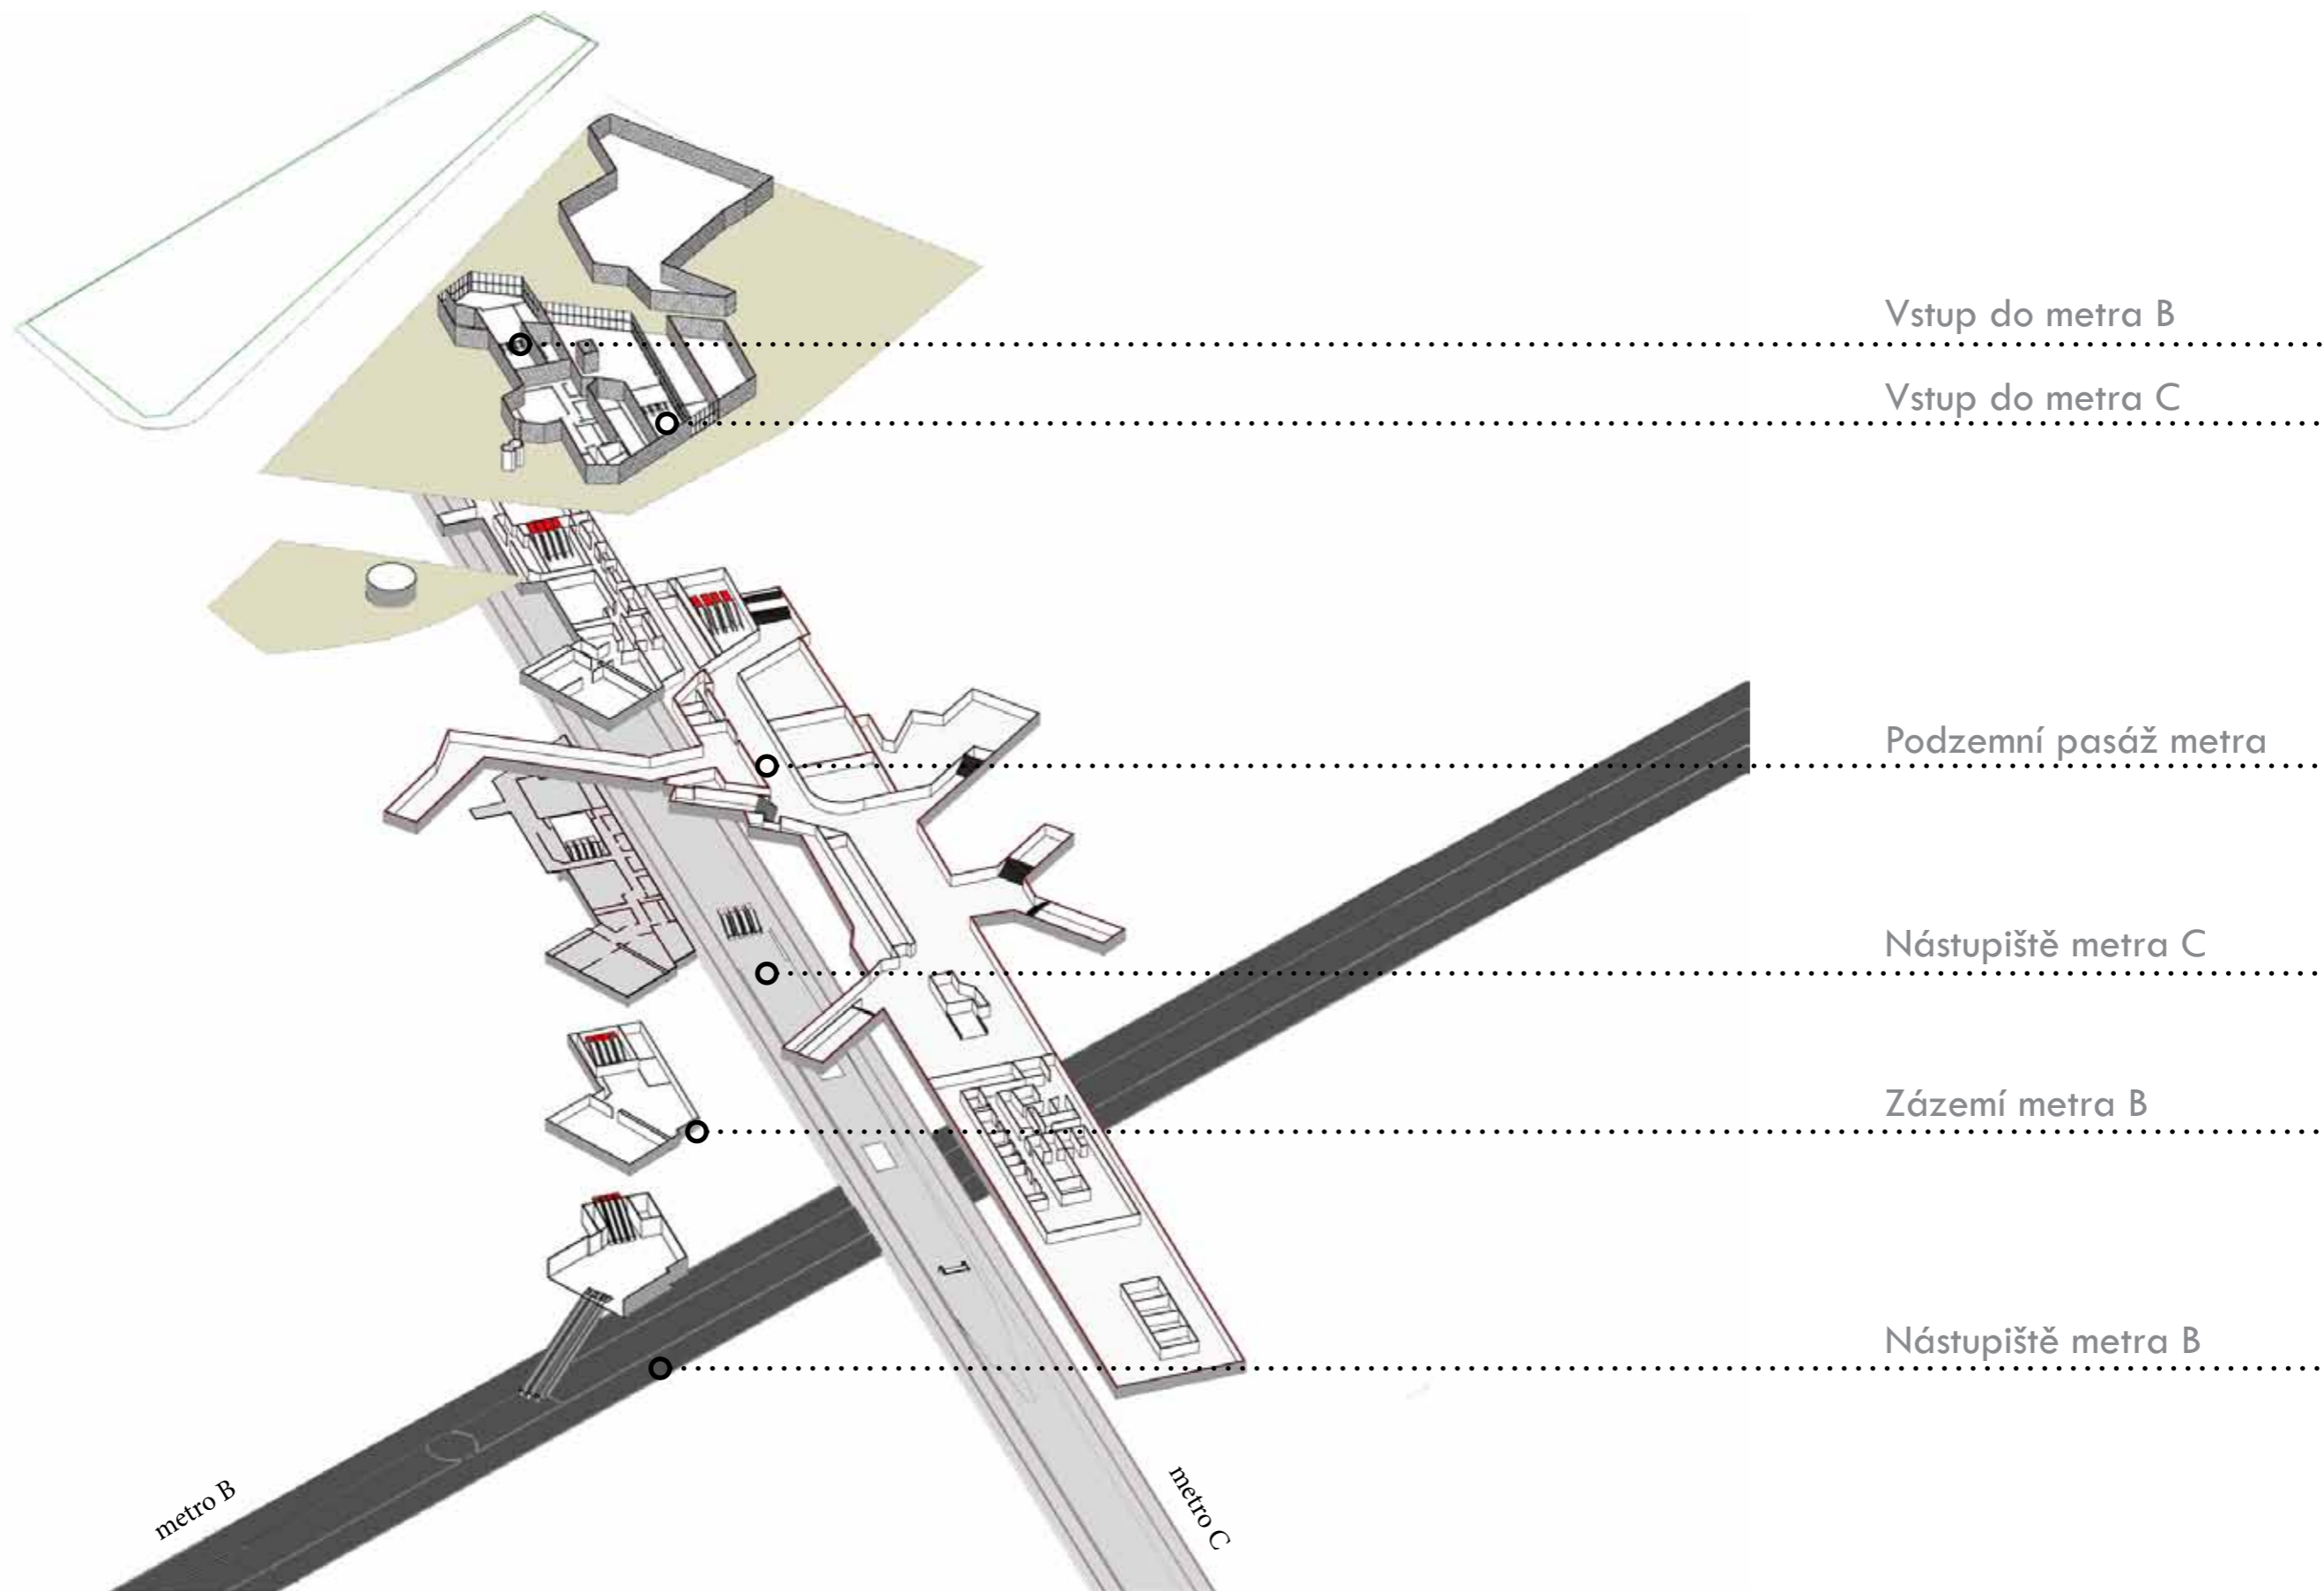 Vstup do metra B
Vstup do metra C
Podzemní pasáž metra
Nástupiště metra C
Zázemí metra B
Nástupiště metra B
metro B
metro C